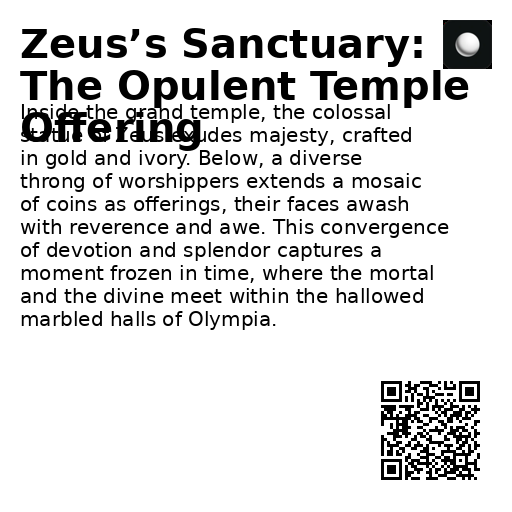 Zeus’s Sanctuary:
The Opulent Temple
Offering
Inside the grand temple, the colossal
statue of Zeus exudes majesty, crafted
in gold and ivory. Below, a diverse
throng of worshippers extends a mosaic
of coins as offerings, their faces awash
with reverence and awe. This convergence
of devotion and splendor captures a
moment frozen in time, where the mortal
and the divine meet within the hallowed
marbled halls of Olympia.